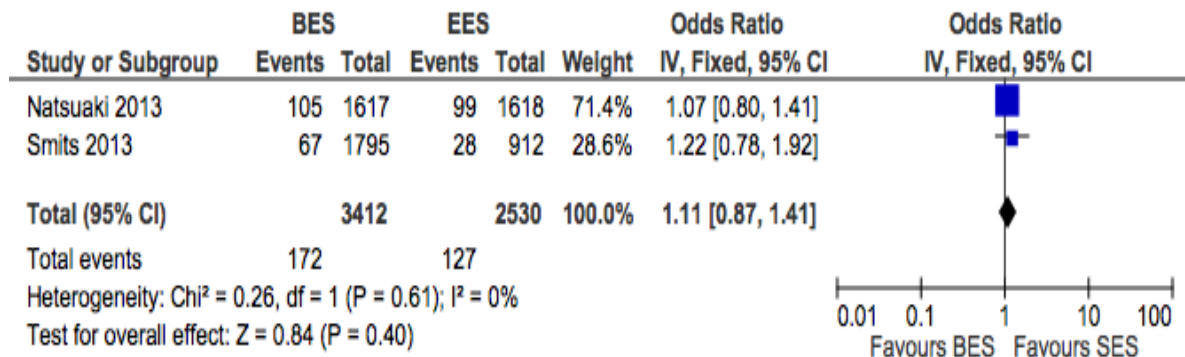 BES EES Odds Ratio Odds Ratio
Study or Subgroup Events Total Events Total Weight IV, Fixed, 95% CI IV, Fixed, 95% CI
Natsuaki 2013 105 1617 99 1618 71.4% 1.07 [0.80, 1.41]
Smits 2013 67 1795 28 912 28.6% 1.22 [0.78, 1.92]
Total (95% CI) 3412 2530 100.0% 1.11 [0.87, 1.41]
Total events 172 127
Heterogeneity: Chi² = 0.26, df = 1 (P = 0.61); I² = 0%
Test for overall effect: Z = 0.84 (P = 0.40)
0.01 0.1 1 10 100
Favours BES Favours SES